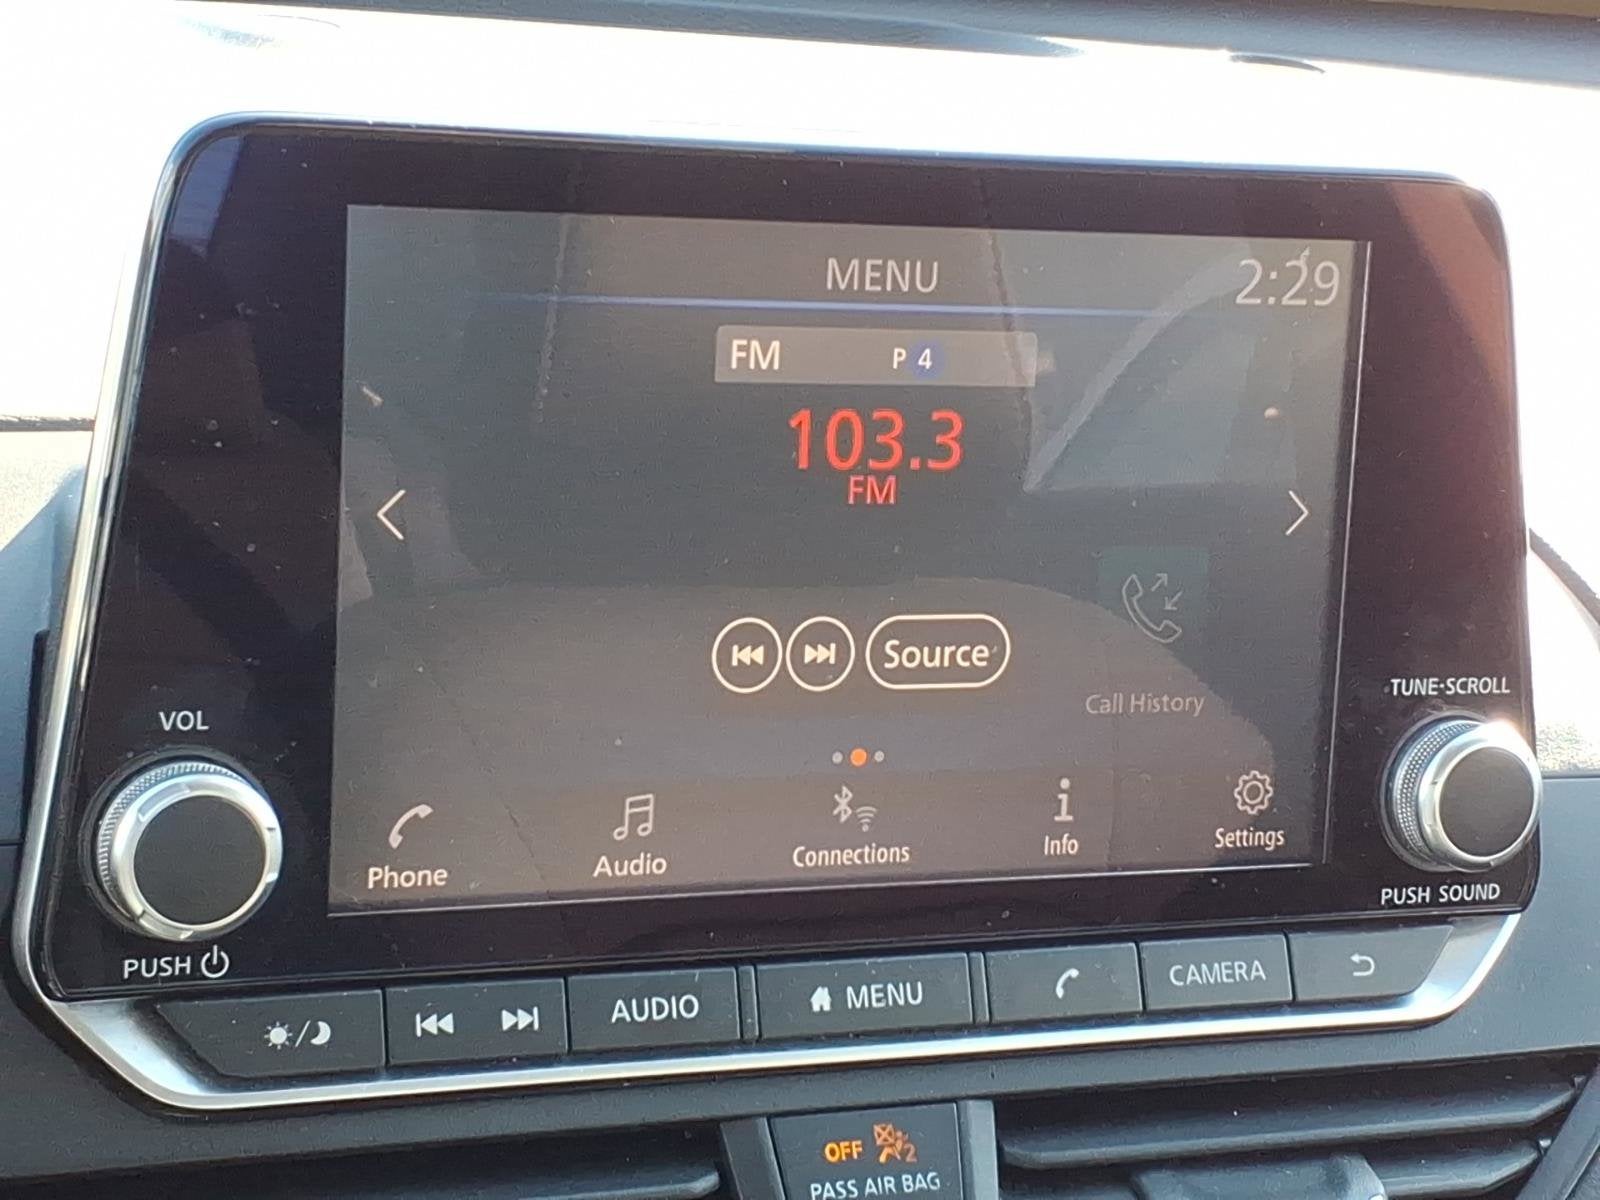 MENU
2:29
FM P 4
103.3
FM
Source
Call History
TUNE·SCROLL
VOL
Phone
Audio
Connections
Info
Settings
PUSH
PUSH SOUND
AUDIO
MENU
CAMERA
OFF 2
PASS AIR BAG